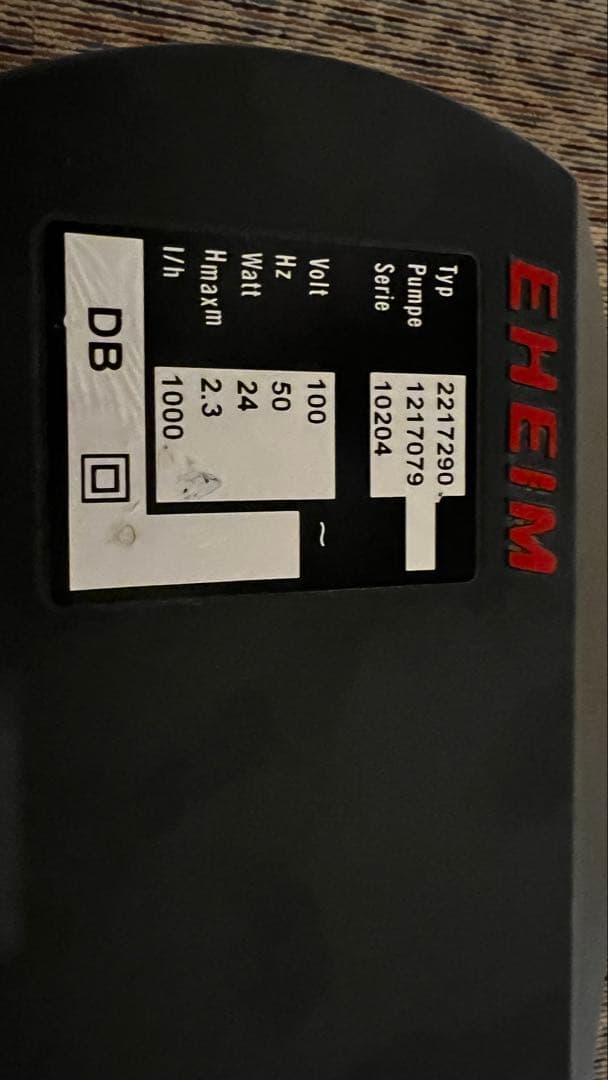 EHEIM
Typ 2217290
Pumpe 1217079
Serie 10204
Volt 100 ~
Hz 50
Watt 24
Hmaxm 2.3
l/h 1000
DB